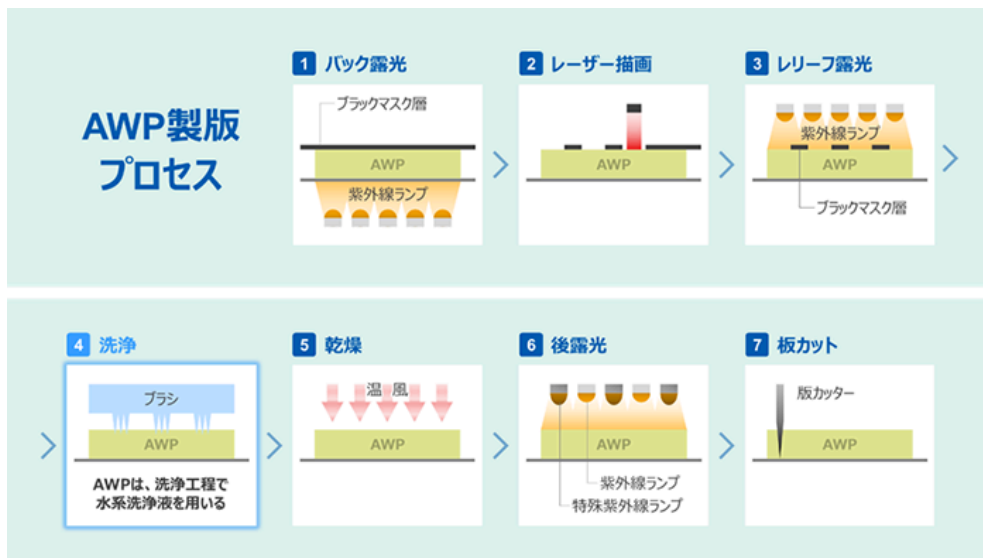 AWP製版
プロセス
1 バック露光
ブラックマスク層
AWP
紫外線ランプ
2 レーザー描画
AWP
3 レリーフ露光
紫外線ランプ
AWP
ブラックマスク層
4 洗浄
ブラシ
AWP
AWPは、洗浄工程で
水系洗浄液を用いる
5 乾燥
温風
AWP
6 後露光
AWP
紫外線ランプ
特殊紫外線ランプ
7 板カット
版カッター
AWP